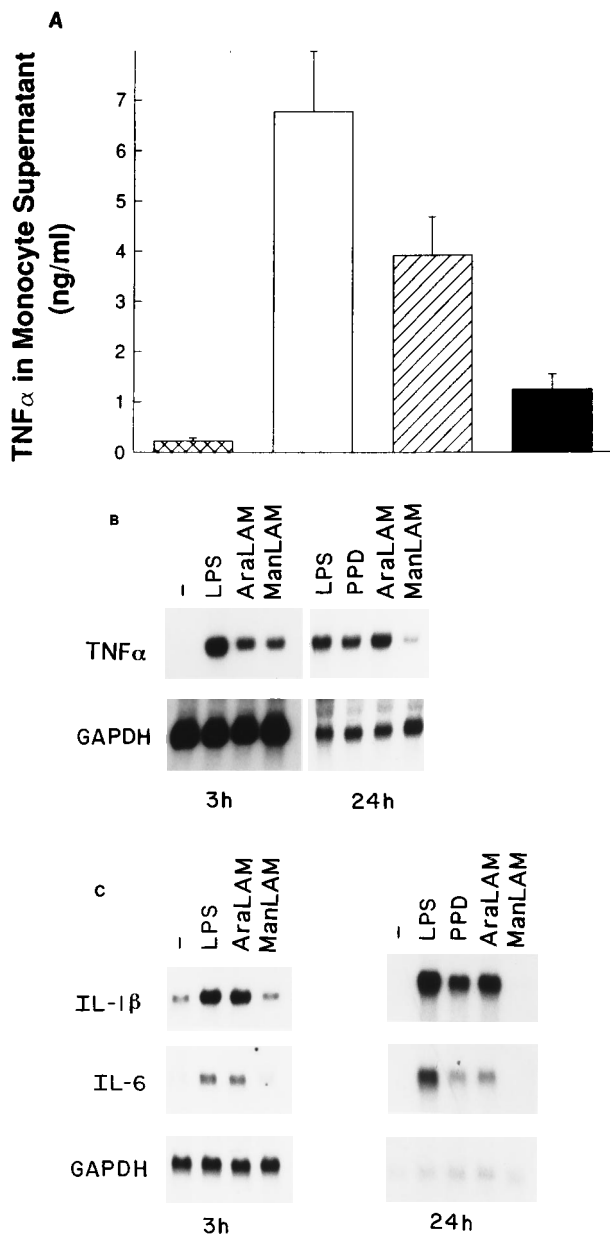 A
TNFα in Monocyte Supernatant
(ng/ml)
7
6
5
4
3
2
1
0
B
– LPS AraLAM ManLAM LPS PPD AraLAM ManLAM
TNFα
GAPDH
3h 24h
C
– LPS AraLAM ManLAM – LPS PPD AraLAM ManLAM
IL-1β
IL-6
GAPDH
3h 24h